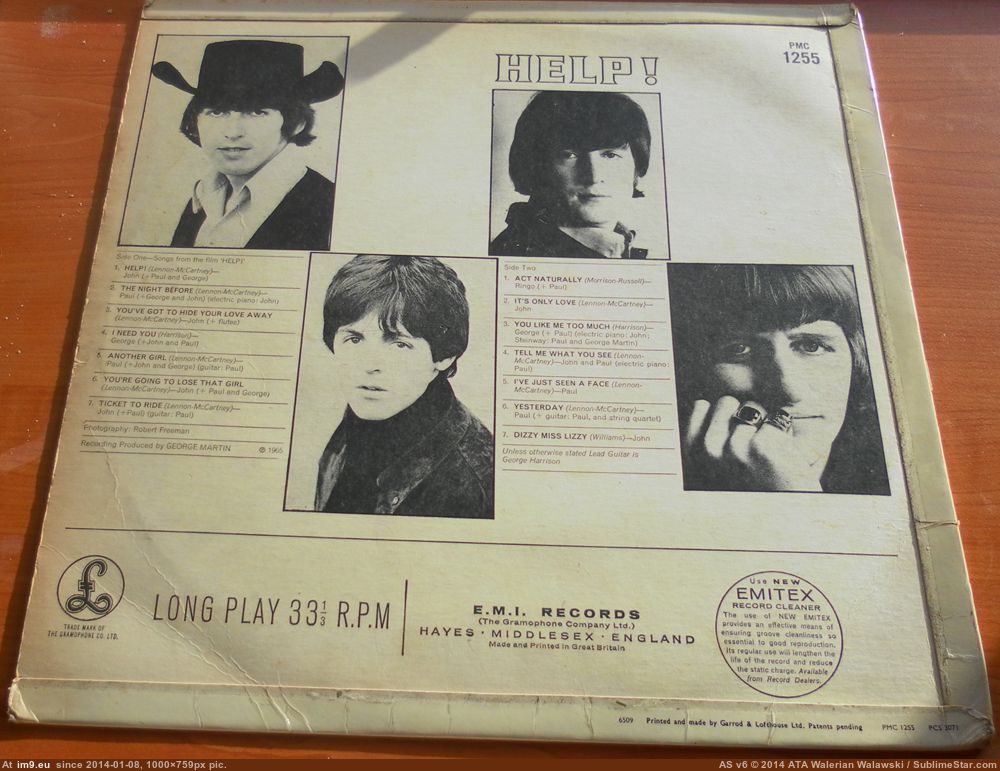 HELP!
PMC
1255
Side One—Songs from the film 'HELP!'
1. HELP! (Lennon-McCartney)—
John (+ Paul and George)
2. THE NIGHT BEFORE (Lennon-McCartney)—
Paul (+George and John) (electric piano: John)
3. YOU'VE GOT TO HIDE YOUR LOVE AWAY
(Lennon-McCartney)—John (+ flutes)
4. I NEED YOU (Harrison)—
George (+John and Paul)
5. ANOTHER GIRL (Lennon-McCartney)—
Paul (+John and George) (guitar: Paul)
6. YOU'RE GOING TO LOSE THAT GIRL
(Lennon-McCartney)—John (+ Paul and George)
7. TICKET TO RIDE (Lennon-McCartney)—
John (+Paul) (guitar: Paul)
Photography: Robert Freeman
Recording Produced by GEORGE MARTIN ℗ 1965
Side Two
1. ACT NATURALLY (Morrison-Russell)—
Ringo (+ Paul)
2. IT'S ONLY LOVE (Lennon-McCartney)—
John
3. YOU LIKE ME TOO MUCH (Harrison)—
George (+ Paul) (electric piano: John;
Steinway: Paul and George Martin)
4. TELL ME WHAT YOU SEE (Lennon-
McCartney)—John and Paul (electric piano:
Paul)
5. I'VE JUST SEEN A FACE (Lennon-
McCartney)—Paul
6. YESTERDAY (Lennon-McCartney)—
Paul (+ guitar: Paul, and string quartet)
7. DIZZY MISS LIZZY (Williams)—John
Unless otherwise stated Lead Guitar is
George Harrison
£
TRADE MARK OF
THE GRAMOPHONE CO. LTD.
LONG PLAY 33⅓ R.P.M
E.M.I. RECORDS
(The Gramophone Company Ltd.)
HAYES · MIDDLESEX · ENGLAND
Made and Printed in Great Britain
Use NEW
EMITEX
RECORD CLEANER
The use of NEW EMITEX
provides an effective means of
ensuring groove cleanliness so
essential to good reproduction.
Its regular use will lengthen the
life of the record and reduce
the static charge. Available
from Record Dealers.
6509 Printed and made by Garrod & Lofthouse Ltd. Patents pending PMC 1255 PCS 3071
At im9.eu since 2014-01-08, 1000×759px pic.
AS v6 © 2014 ATA Walerian Walawski / SublimeStar.com